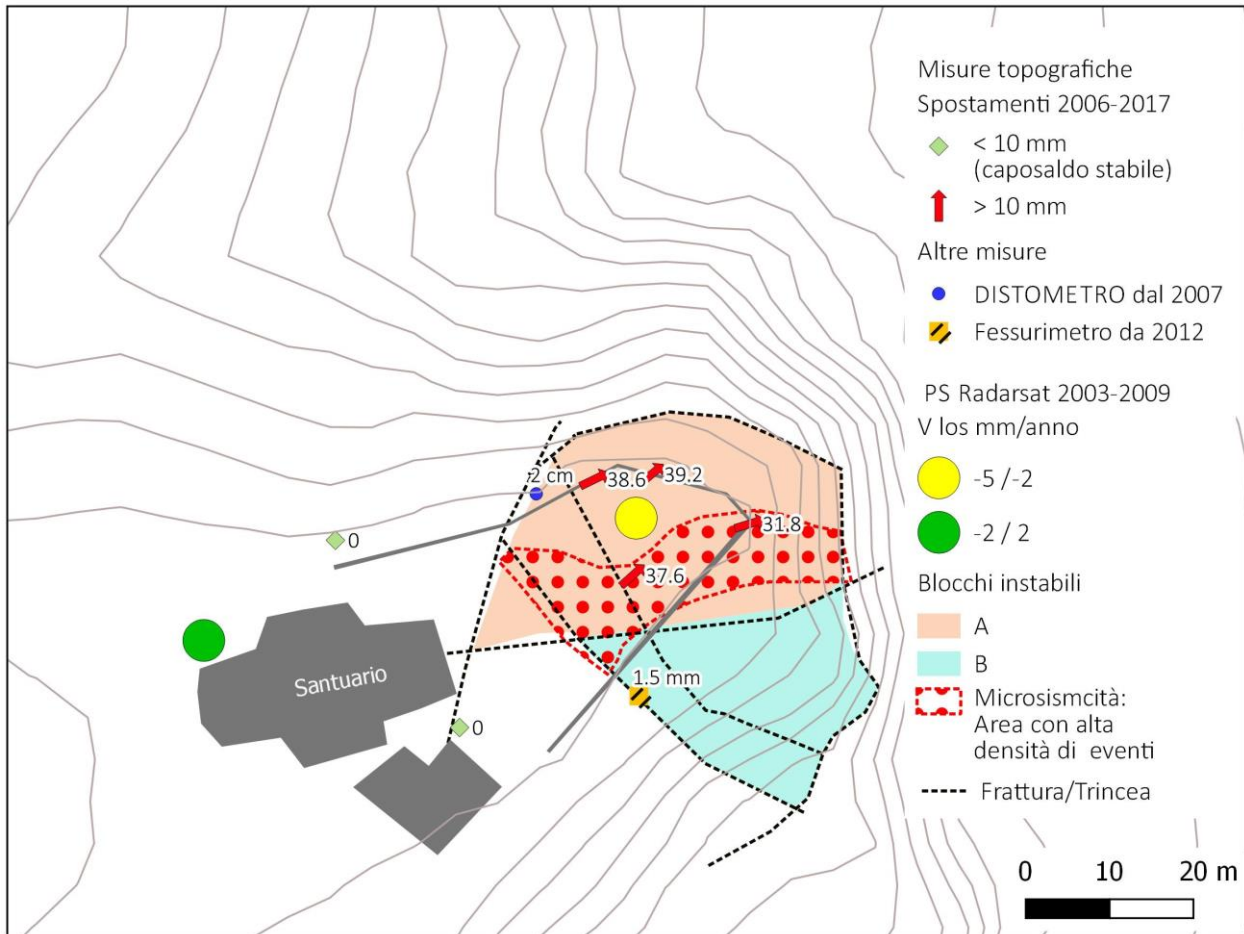 Misure topografiche
Spostamenti 2006-2017
< 10 mm
(caposaldo stabile)
> 10 mm
Altre misure
DISTOMETRO dal 2007
Fessurimetro da 2012
PS Radarsat 2003-2009
V los mm/anno
-5 /-2
-2 / 2
Blocchi instabili
A
B
Microsismcità:
Area con alta
densità di eventi
Frattura/Trincea
0 10 20 m
2 cm
38.6
39.2
31.8
0
37.6
1.5 mm
Santuario
0